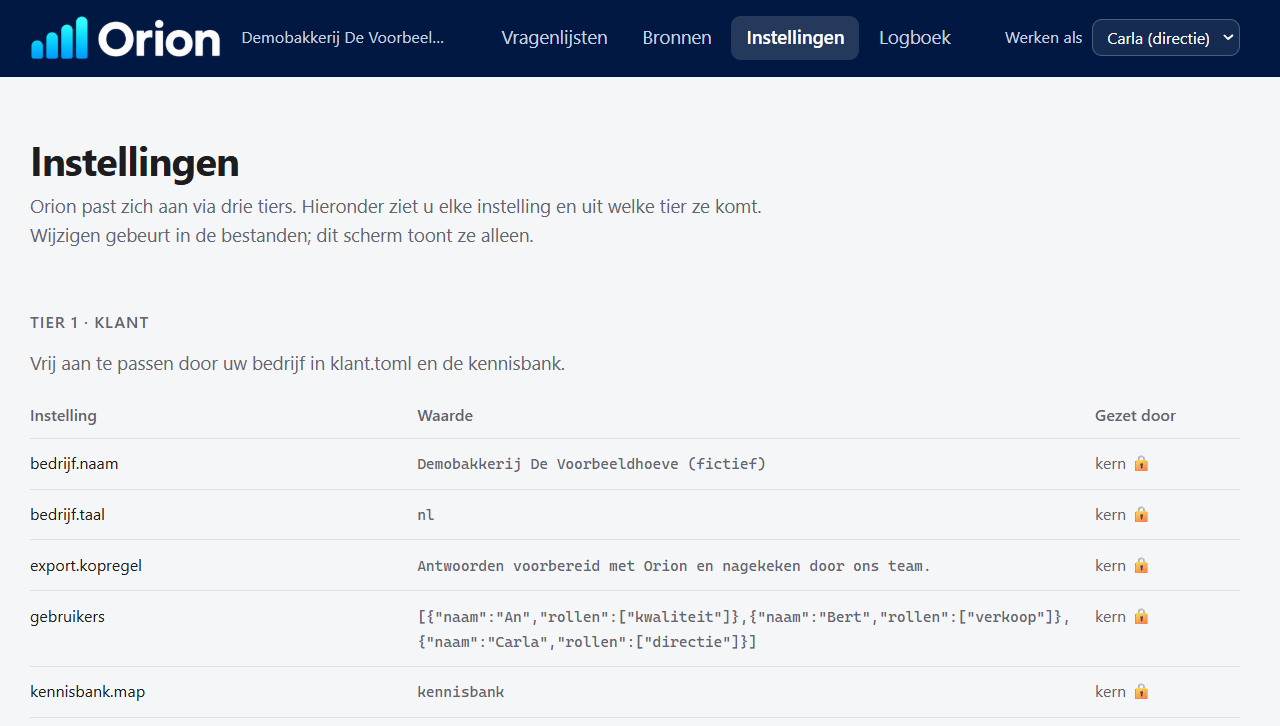 Orion
Demobakkerij De Voorbeel...
Vragenlijsten
Bronnen
Instellingen
Logboek
Werken als
Carla (directie)
Instellingen
Orion past zich aan via drie tiers. Hieronder ziet u elke instelling en uit welke tier ze komt.
Wijzigen gebeurt in de bestanden; dit scherm toont ze alleen.
TIER 1 · KLANT
Vrij aan te passen door uw bedrijf in klant.toml en de kennisbank.
Instelling Waarde Gezet door
bedrijf.naam Demobakkerij De Voorbeeldhoeve (fictief) kern 🔒
bedrijf.taal nl kern 🔒
export.kopregel Antwoorden voorbereid met Orion en nagekeken door ons team. kern 🔒
gebruikers [{"naam":"An","rollen":["kwaliteit"]},{"naam":"Bert","rollen":["verkoop"]}, kern 🔒
{"naam":"Carla","rollen":["directie"]}]
kennisbank.map kennisbank kern 🔒